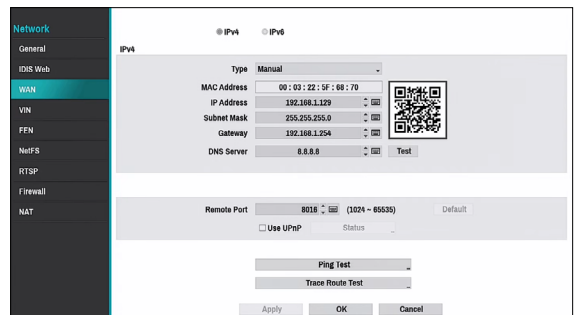 Network
General
IDIS Web
WAN
VIN
FEN
NetFS
RTSP
Firewall
NAT
IPv4 IPv6
IPv4
Type Manual
MAC Address 00 : 03 : 22 : 5F : 68 : 70
IP Address 192.168.1.129
Subnet Mask 255.255.255.0
Gateway 192.168.1.254
DNS Server 8.8.8.8 Test
Remote Port 8016 (1024 ~ 65535) Default
Use UPnP Status
Ping Test
Trace Route Test
Apply OK Cancel